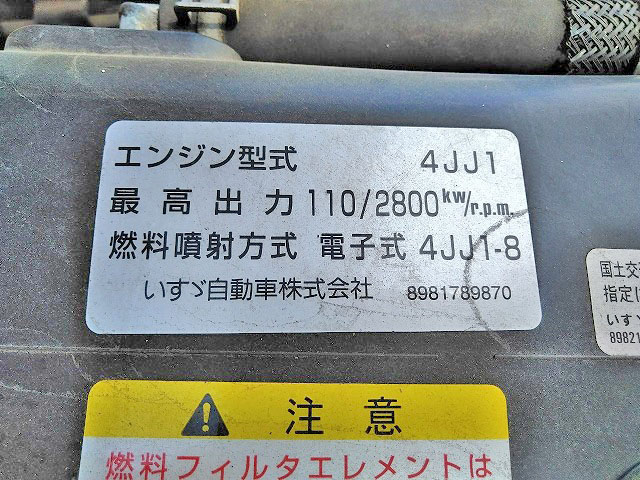 エンジン型式 4JJ1
最高出力 110/2800kw/r.p.m.
燃料噴射方式 電子式 4JJ1-8
いすゞ自動車株式会社 8981789870
国土交
指定
いすゞ
89821
注意
燃料フィルタエレメントは